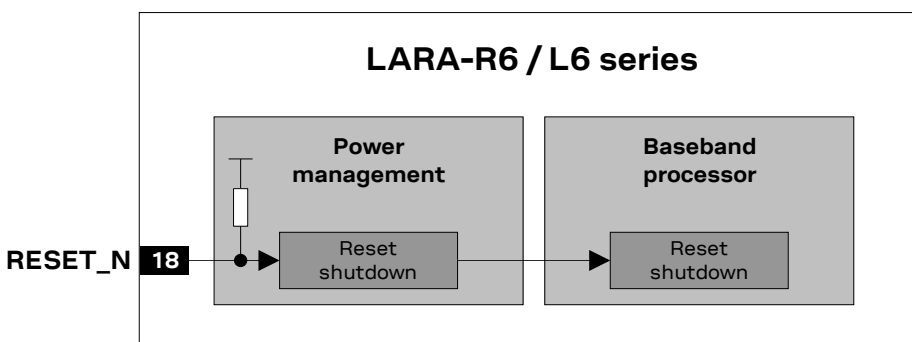 LARA-R6 / L6 series
Power
management
Baseband
processor
RESET_N 18
Reset
shutdown
Reset
shutdown